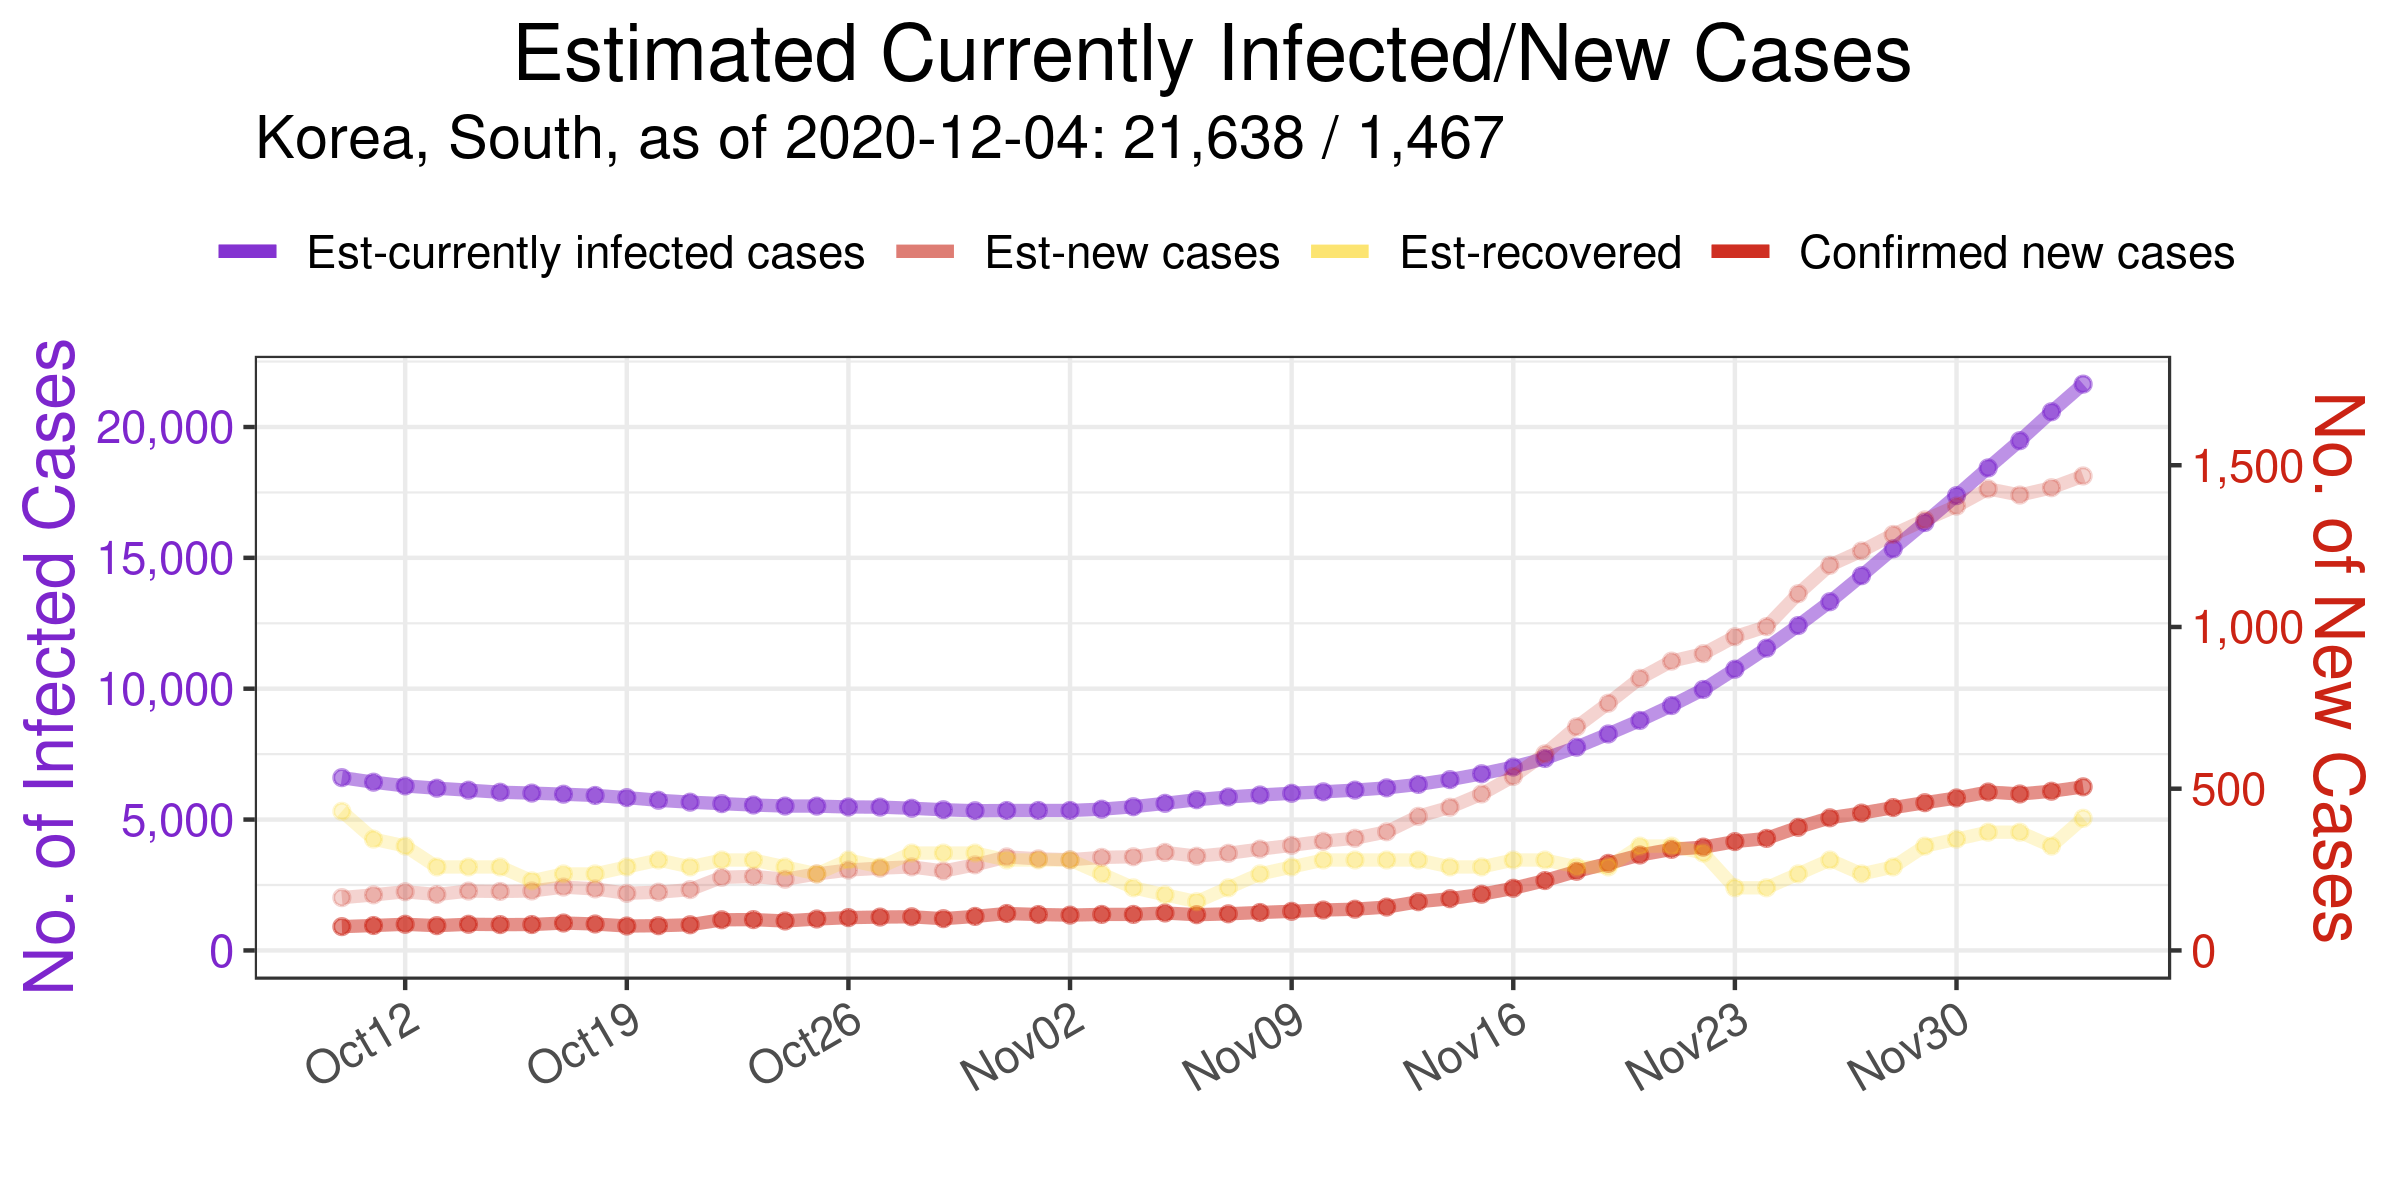 Estimated Currently Infected/New Cases
Korea, South, as of 2020-12-04: 21,638 / 1,467
Est-currently infected cases Est-new cases Est-recovered Confirmed new cases
No. of Infected Cases
20,000
15,000
10,000
5,000
0
1,500
1,000
500
0
No. of New Cases
Oct12 Oct19 Oct26 Nov02 Nov09 Nov16 Nov23 Nov30